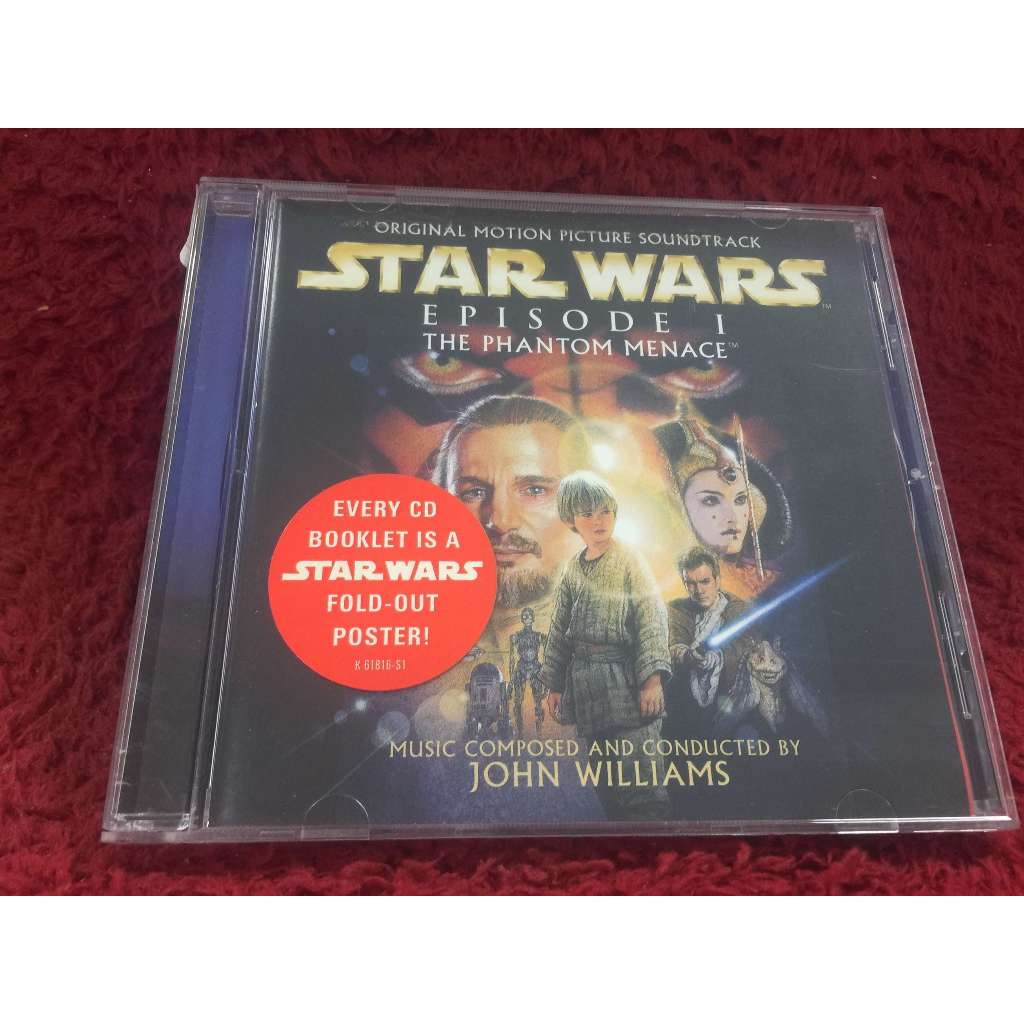 ORIGINAL MOTION PICTURE SOUNDTRACK
STAR WARS™
EPISODE I
THE PHANTOM MENACE™
EVERY CD
BOOKLET IS A
STAR WARS
FOLD-OUT
POSTER!
K 61816-S1
MUSIC COMPOSED AND CONDUCTED BY
JOHN WILLIAMS